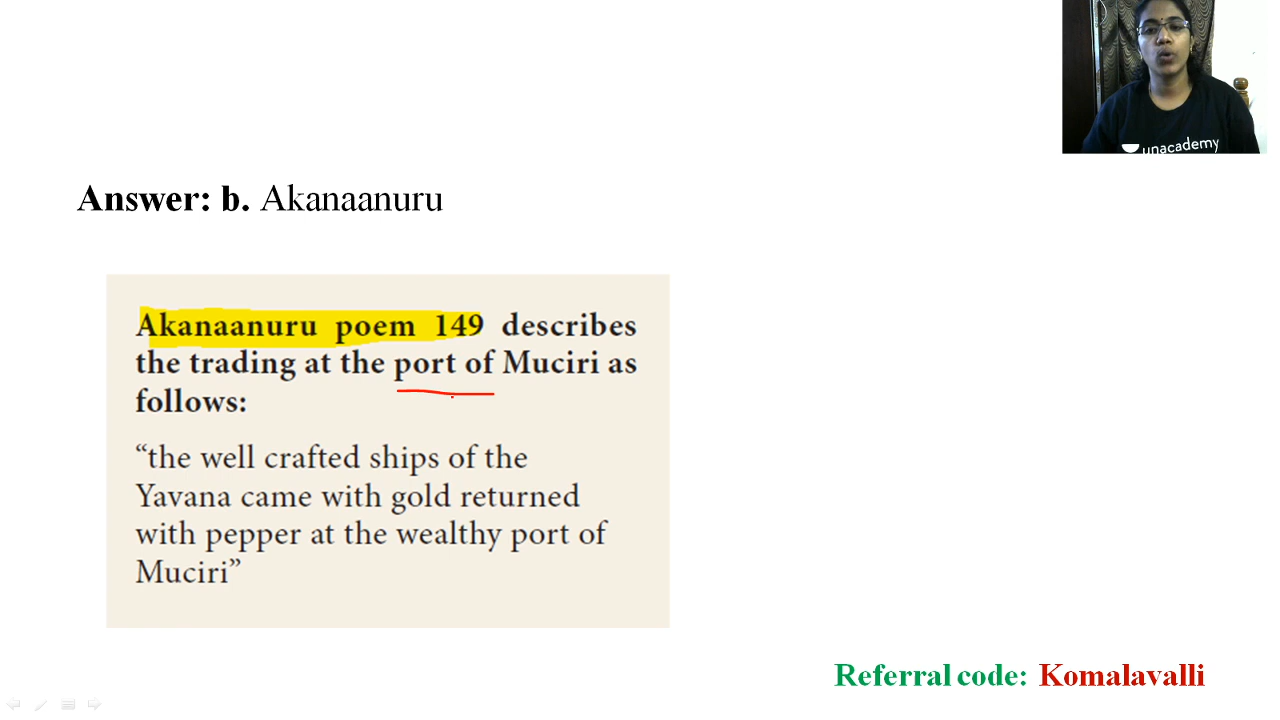 unacademy
Answer: b. Akanaanuru
Akanaanuru poem 149 describes
the trading at the port of Muciri as
follows:
“the well crafted ships of the
Yavana came with gold returned
with pepper at the wealthy port of
Muciri”
Referral code: Komalavalli